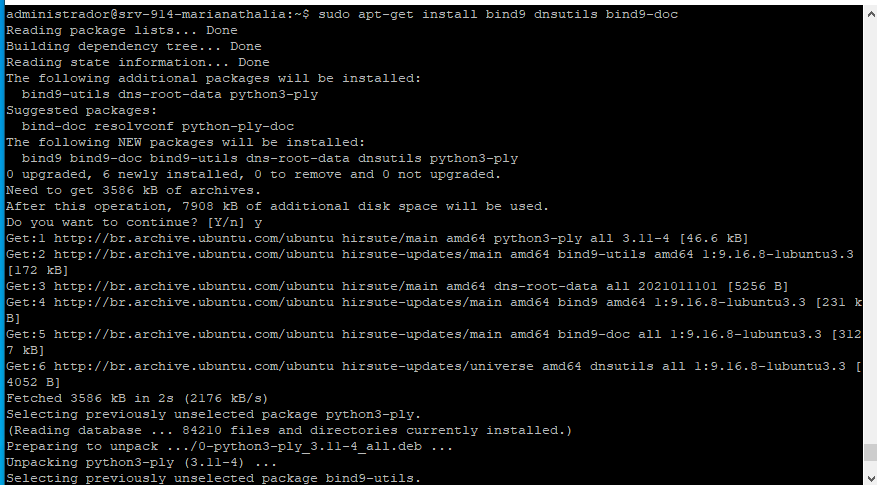 administrador@srv-914-marianathalia:~$ sudo apt-get install bind9 dnsutils bind9-doc
Reading package lists... Done
Building dependency tree... Done
Reading state information... Done
The following additional packages will be installed:
  bind9-utils dns-root-data python3-ply
Suggested packages:
  bind-doc resolvconf python-ply-doc
The following NEW packages will be installed:
  bind9 bind9-doc bind9-utils dns-root-data dnsutils python3-ply
0 upgraded, 6 newly installed, 0 to remove and 0 not upgraded.
Need to get 3586 kB of archives.
After this operation, 7908 kB of additional disk space will be used.
Do you want to continue? [Y/n] y
Get:1 http://br.archive.ubuntu.com/ubuntu hirsute/main amd64 python3-ply all 3.11-4 [46.6 kB]
Get:2 http://br.archive.ubuntu.com/ubuntu hirsute-updates/main amd64 bind9-utils amd64 1:9.16.8-1ubuntu3.3
[172 kB]
Get:3 http://br.archive.ubuntu.com/ubuntu hirsute/main amd64 dns-root-data all 2021011101 [5256 B]
Get:4 http://br.archive.ubuntu.com/ubuntu hirsute-updates/main amd64 bind9 amd64 1:9.16.8-1ubuntu3.3 [231 k
B]
Get:5 http://br.archive.ubuntu.com/ubuntu hirsute-updates/main amd64 bind9-doc all 1:9.16.8-1ubuntu3.3 [312
7 kB]
Get:6 http://br.archive.ubuntu.com/ubuntu hirsute-updates/universe amd64 dnsutils all 1:9.16.8-1ubuntu3.3 [
4052 B]
Fetched 3586 kB in 2s (2176 kB/s)
Selecting previously unselected package python3-ply.
(Reading database ... 84210 files and directories currently installed.)
Preparing to unpack .../0-python3-ply_3.11-4_all.deb ...
Unpacking python3-ply (3.11-4) ...
Selecting previously unselected package bind9-utils.